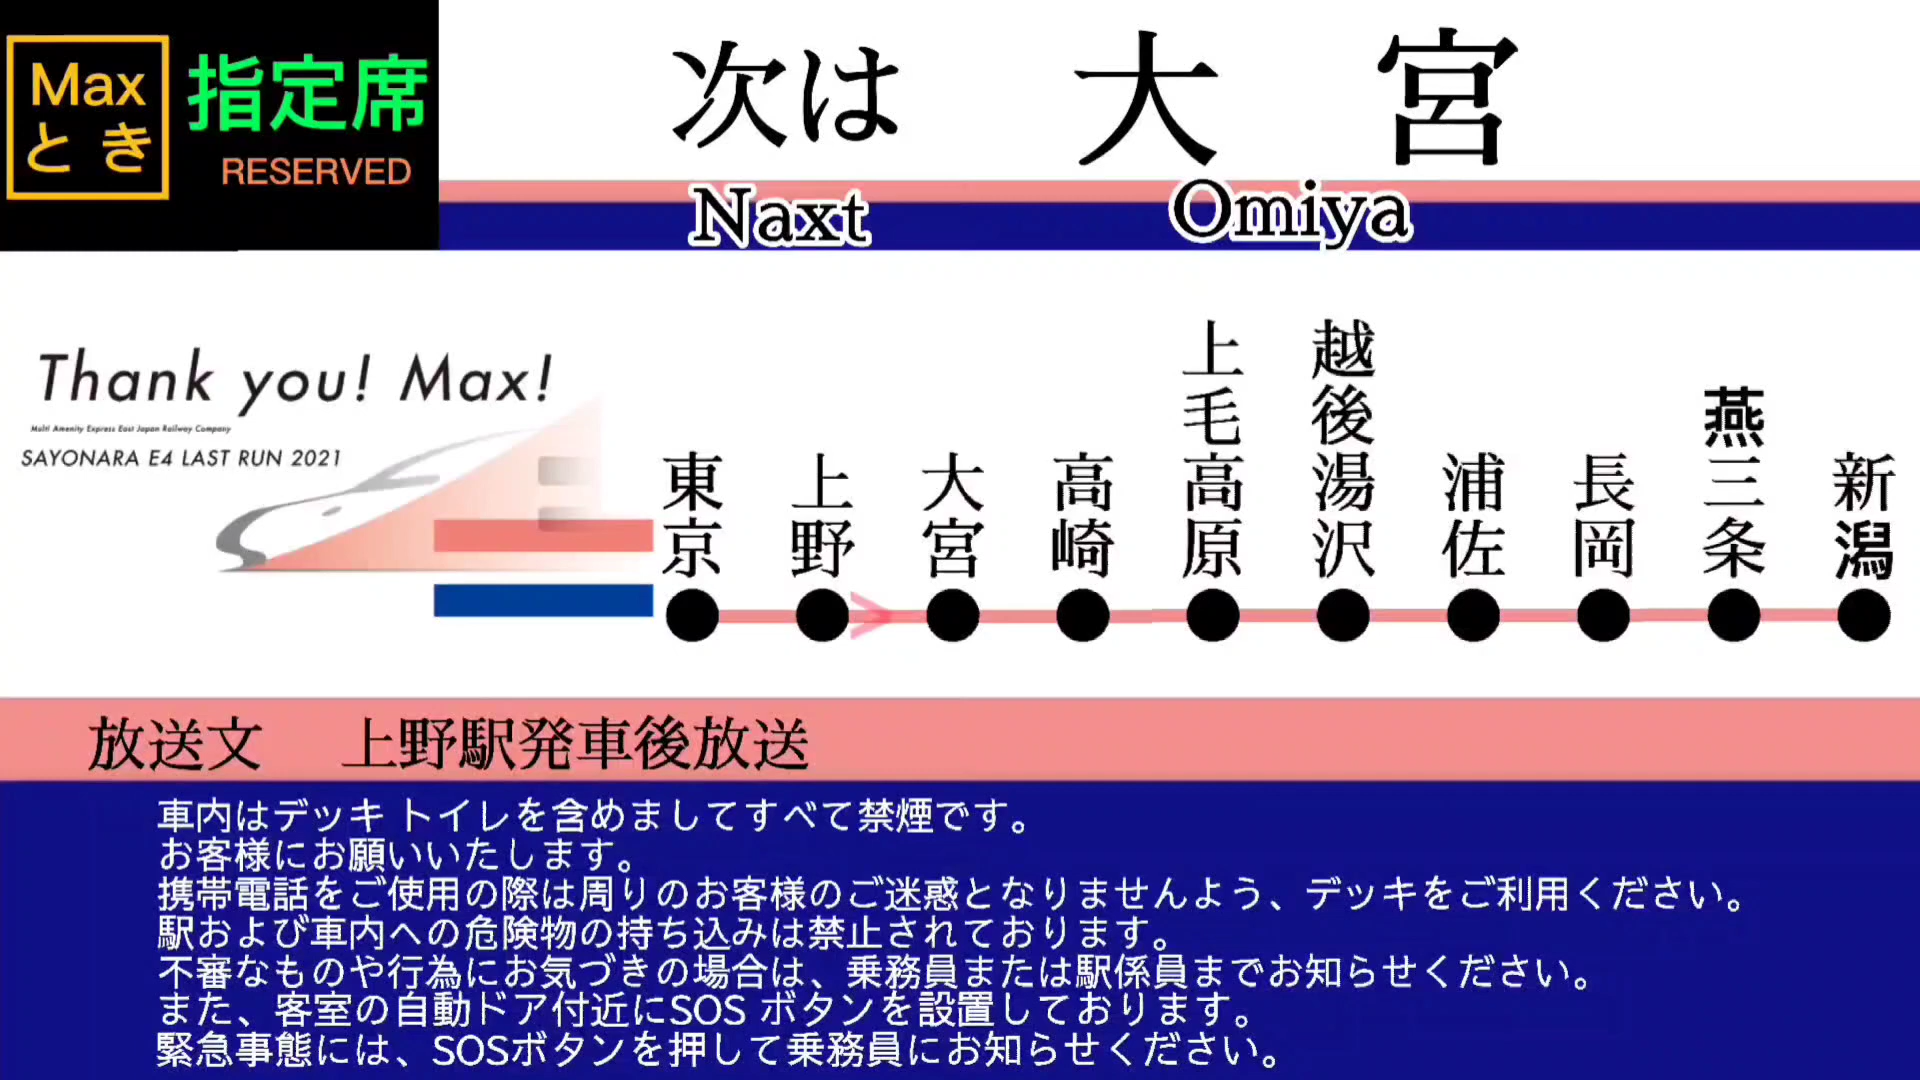 Max
とき
指定席
RESERVED
次は 大宮
Naxt Omiya
Thank you! Max!
Multi Amenity Express East Japan Railway Company
SAYONARA E4 LAST RUN 2021
東京
上野
大宮
高崎
上毛高原
越後湯沢
浦佐
長岡
燕三条
新潟
放送文 上野駅発車後放送
車内はデッキ トイレを含めましてすべて禁煙です。
お客様にお願いいたします。
携帯電話をご使用の際は周りのお客様のご迷惑となりませんよう、デッキをご利用ください。
駅および車内への危険物の持ち込みは禁止されております。
不審なものや行為にお気づきの場合は、乗務員または駅係員までお知らせください。
また、客室の自動ドア付近にSOS ボタンを設置しております。
緊急事態には、SOSボタンを押して乗務員にお知らせください。